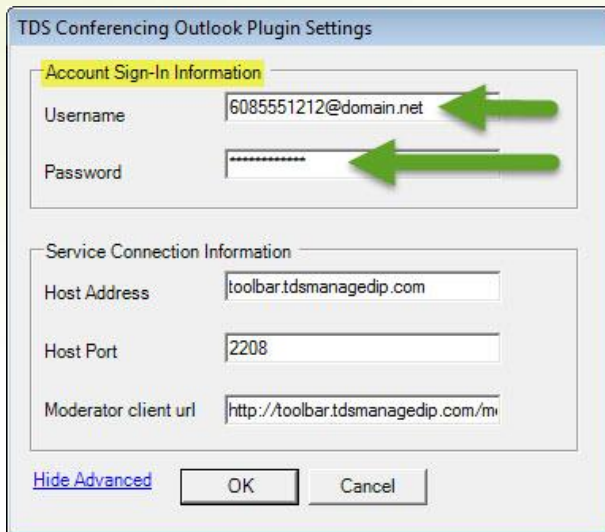 TDS Conferencing Outlook Plugin Settings
Account Sign-In Information
Username 6085551212@domain.net
Password ************
Service Connection Information
Host Address toolbar.tdsmanagedip.com
Host Port 2208
Moderator client url http://toolbar.tdsmanagedip.com/
Hide Advanced OK Cancel